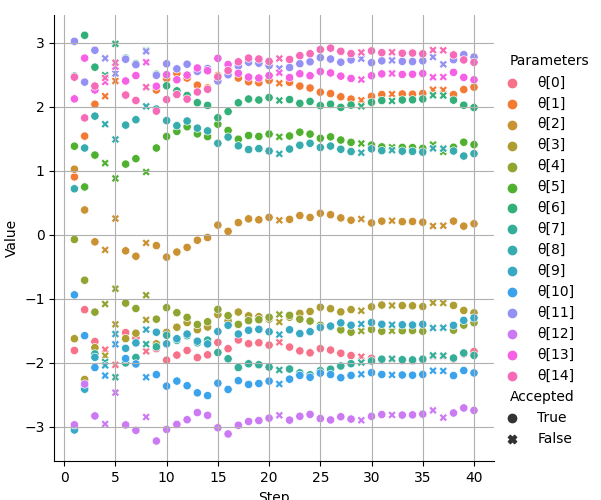 Parameters
θ[0]
θ[1]
θ[2]
θ[3]
θ[4]
θ[5]
θ[6]
θ[7]
θ[8]
θ[9]
θ[10]
θ[11]
θ[12]
θ[13]
θ[14]
Accepted
True
False
Value
3
2
1
0
−1
−2
−3
0 5 10 15 20 25 30 35 40
Step